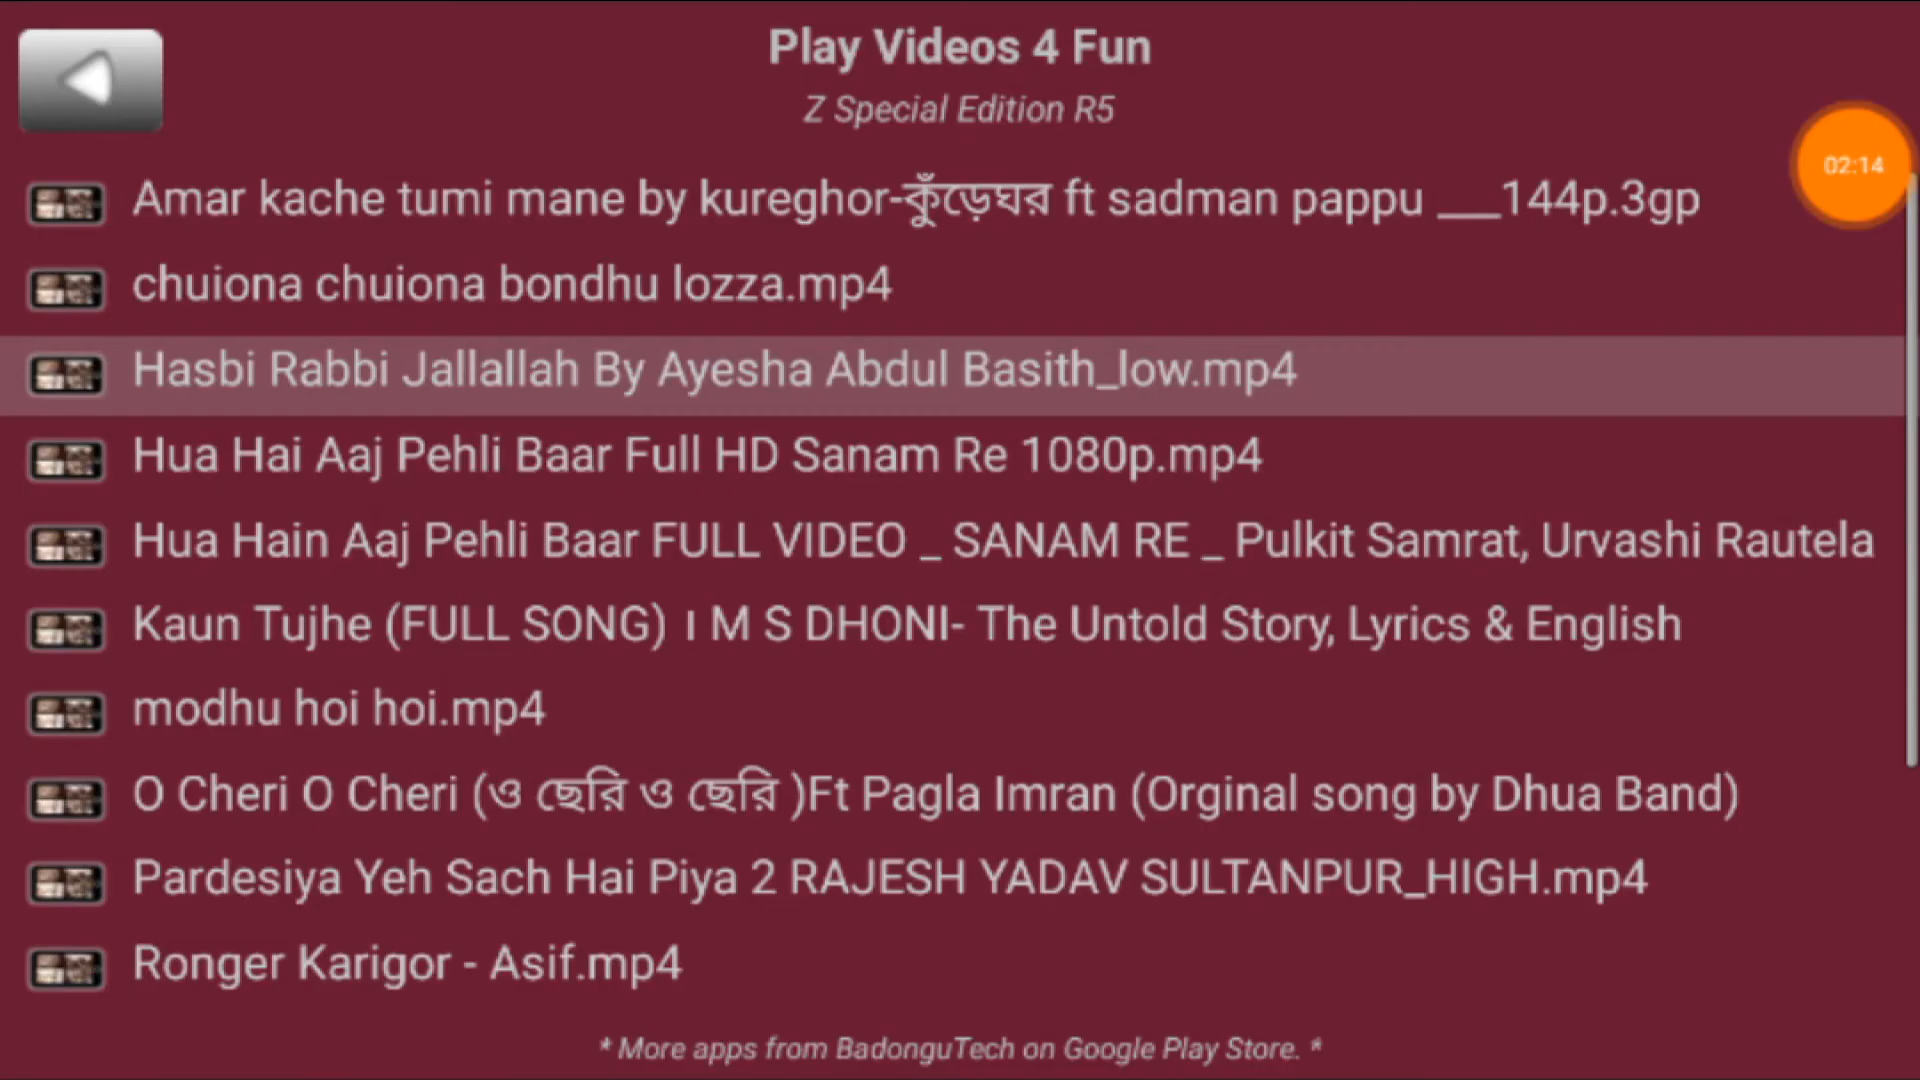 Play Videos 4 Fun
Z Special Edition R5
02:14
Amar kache tumi mane by kureghor-কুঁড়েঘর ft sadman pappu ___144p.3gp
chuiona chuiona bondhu lozza.mp4
Hasbi Rabbi Jallallah By Ayesha Abdul Basith_low.mp4
Hua Hai Aaj Pehli Baar Full HD Sanam Re 1080p.mp4
Hua Hain Aaj Pehli Baar FULL VIDEO _ SANAM RE _ Pulkit Samrat, Urvashi Rautela
Kaun Tujhe (FULL SONG) । M S DHONI- The Untold Story, Lyrics & English
modhu hoi hoi.mp4
O Cheri O Cheri (ও ছেরি ও ছেরি )Ft Pagla Imran (Orginal song by Dhua Band)
Pardesiya Yeh Sach Hai Piya 2 RAJESH YADAV SULTANPUR_HIGH.mp4
Ronger Karigor - Asif.mp4
* More apps from BadonguTech on Google Play Store. *